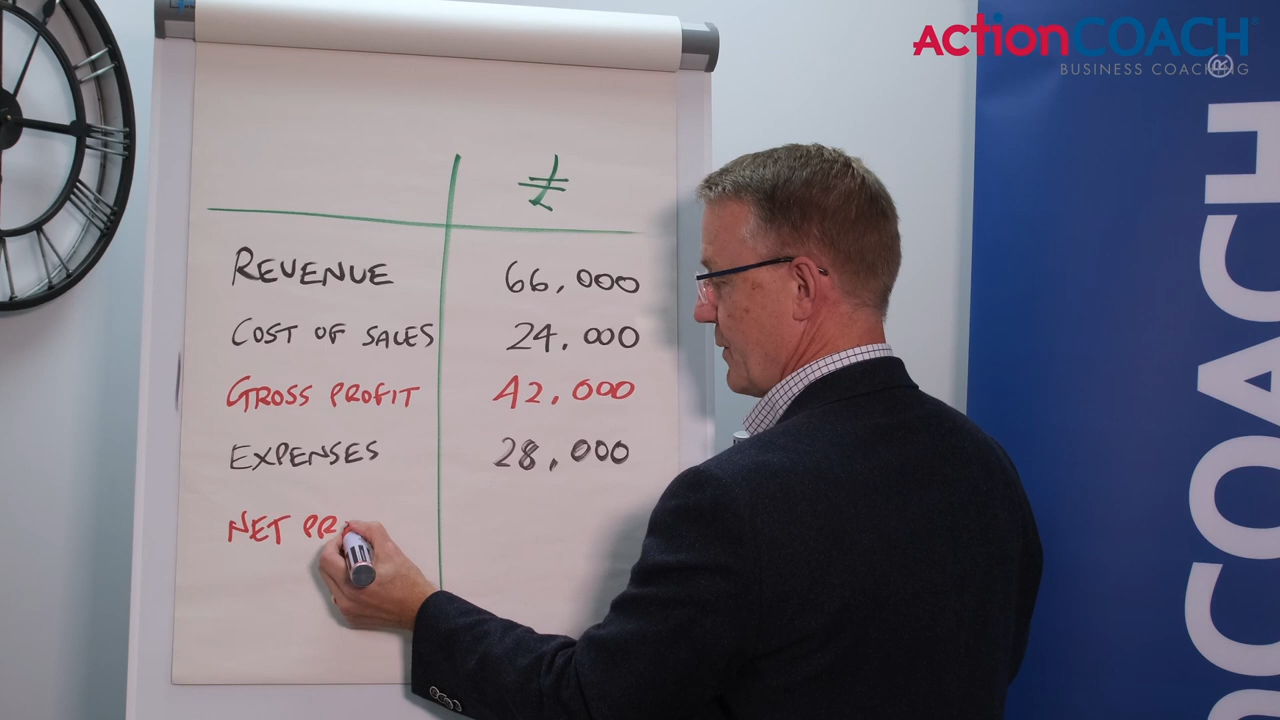 ActionCOACH®
BUSINESS COACHING
£
REVENUE 66,000
COST OF SALES 24,000
GROSS PROFIT 42,000
EXPENSES 28,000
NET PR
COACH®